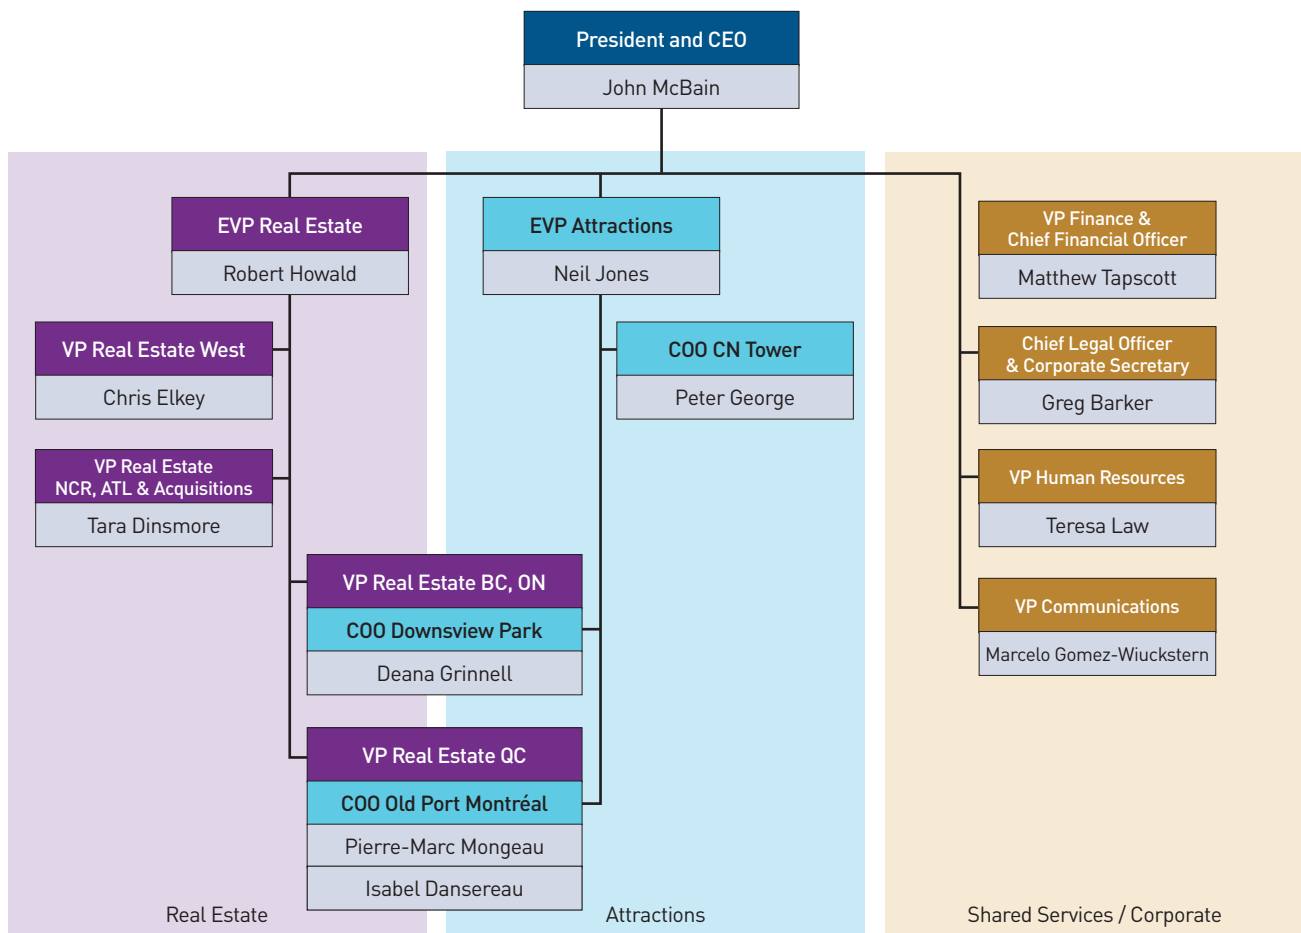 President and CEO
John McBain
EVP Real Estate
Robert Howald
VP Real Estate West
Chris Elkey
VP Real Estate
NCR, ATL & Acquisitions
Tara Dinsmore
VP Real Estate BC, ON
COO Downsview Park
Deana Grinnell
VP Real Estate QC
COO Old Port Montréal
Pierre-Marc Mongeau
Isabel Dansereau
Real Estate
EVP Attractions
Neil Jones
COO CN Tower
Peter George
Attractions
VP Finance &
Chief Financial Officer
Matthew Tapscott
Chief Legal Officer
& Corporate Secretary
Greg Barker
VP Human Resources
Teresa Law
VP Communications
Marcelo Gomez-Wiuckstern
Shared Services / Corporate